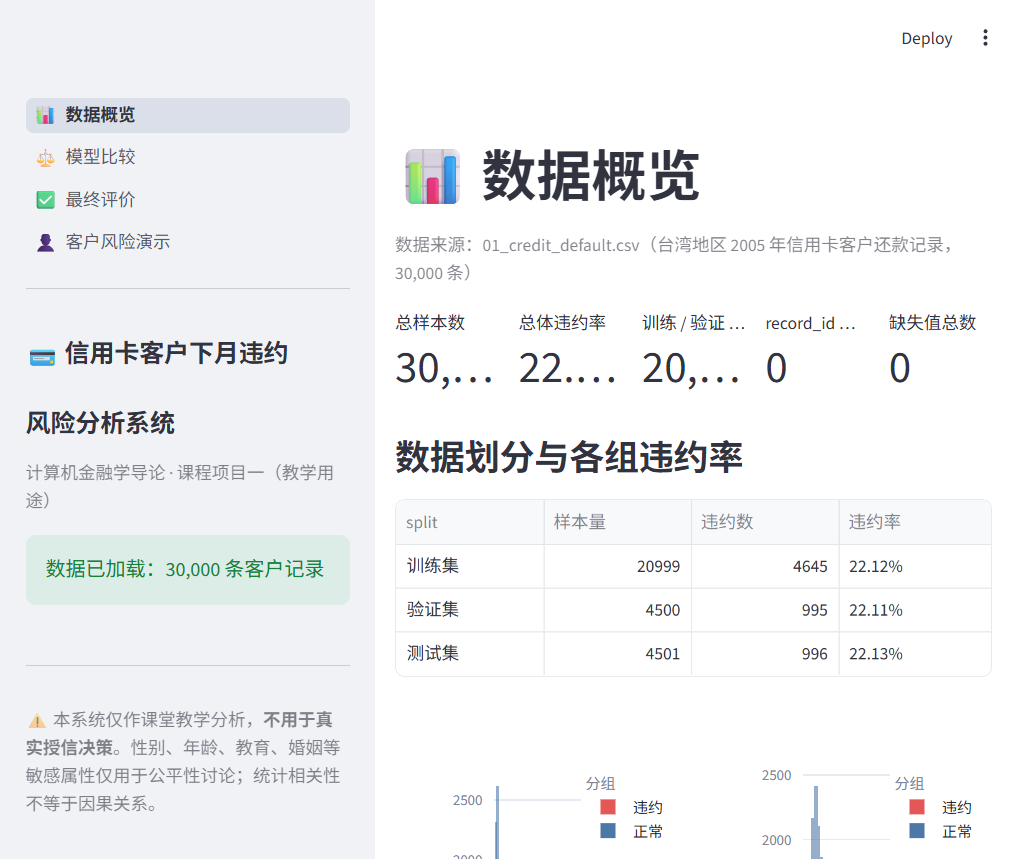 Deploy
数据概览
模型比较
最终评价
客户风险演示
信用卡客户下月违约
风险分析系统
计算机金融学导论 · 课程项目一（教学用
途）
数据已加载：30,000 条客户记录
本系统仅作课堂教学分析，不用于真
实授信决策。性别、年龄、教育、婚姻等
敏感属性仅用于公平性讨论；统计相关性
不等于因果关系。
数据概览
数据来源：01_credit_default.csv（台湾地区 2005 年信用卡客户还款记录，
30,000 条）
总样本数 总体违约率 训练 / 验证 … record_id … 缺失值总数
30,… 22.… 20,… 0 0
数据划分与各组违约率
split 样本量 违约数 违约率
训练集 20999 4645 22.12%
验证集 4500 995 22.11%
测试集 4501 996 22.13%
分组
2500
违约
正常
2000
2500
分组
违约
正常
2000